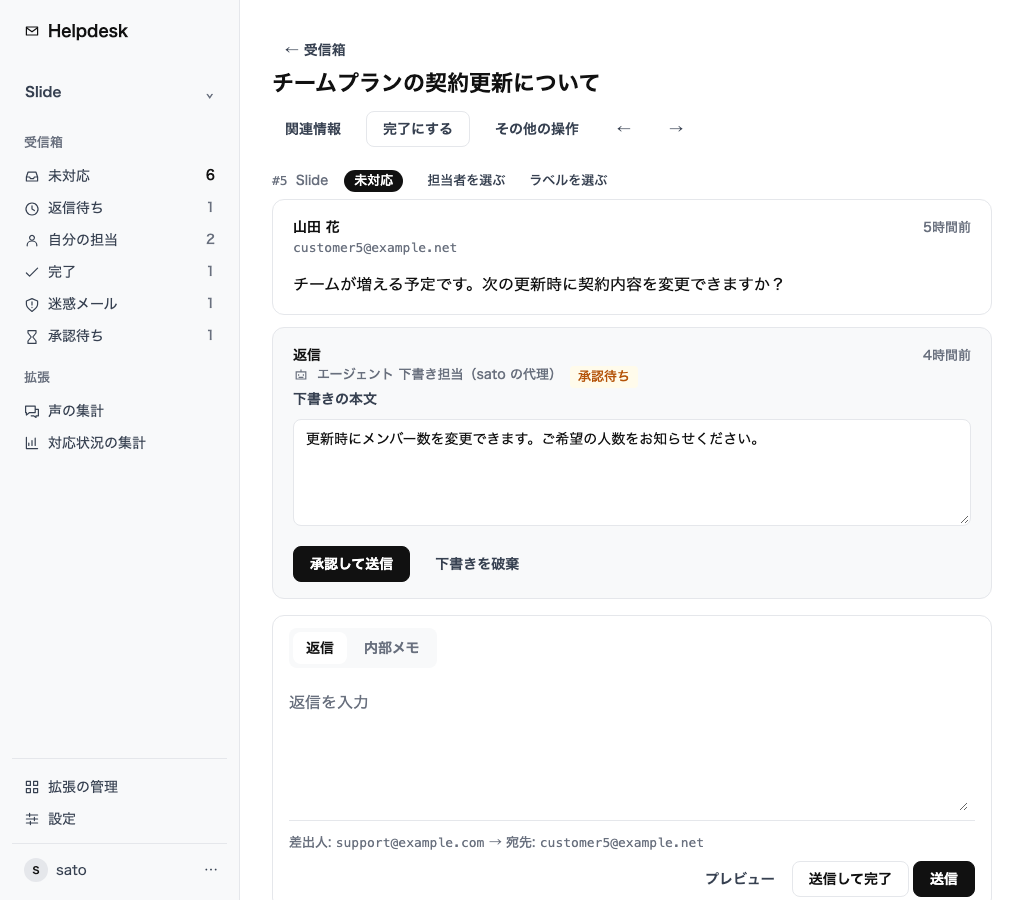 Helpdesk
Slide
受信箱
未対応 6
返信待ち 1
自分の担当 2
完了 1
迷惑メール 1
承認待ち 1
拡張
声の集計
対応状況の集計
拡張の管理
設定
S sato …
← 受信箱
チームプランの契約更新について
関連情報 完了にする その他の操作 ← →
#5 Slide 未対応 担当者を選ぶ ラベルを選ぶ
山田 花 5時間前
customer5@example.net
チームが増える予定です。次の更新時に契約内容を変更できますか？
返信 4時間前
エージェント 下書き担当（sato の代理） 承認待ち
下書きの本文
更新時にメンバー数を変更できます。ご希望の人数をお知らせください。
承認して送信 下書きを破棄
返信 内部メモ
返信を入力
差出人: support@example.com → 宛先: customer5@example.net
プレビュー 送信して完了 送信